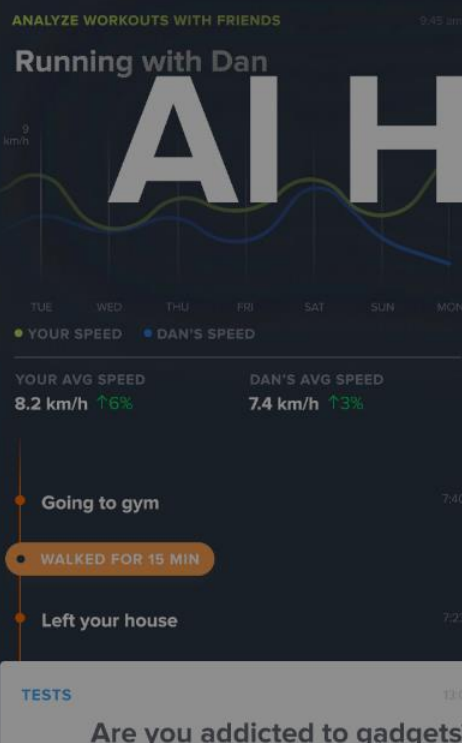 ANALYZE WORKOUTS WITH FRIENDS 9:45 am
Running with Dan
AI H
9
km/h
TUE WED THU FRI SAT SUN MON
YOUR SPEED DAN'S SPEED
YOUR AVG SPEED DAN'S AVG SPEED
8.2 km/h ↑6% 7.4 km/h ↑3%
Going to gym 7:40
WALKED FOR 15 MIN
Left your house
TESTS
Are you addicted to gadgets